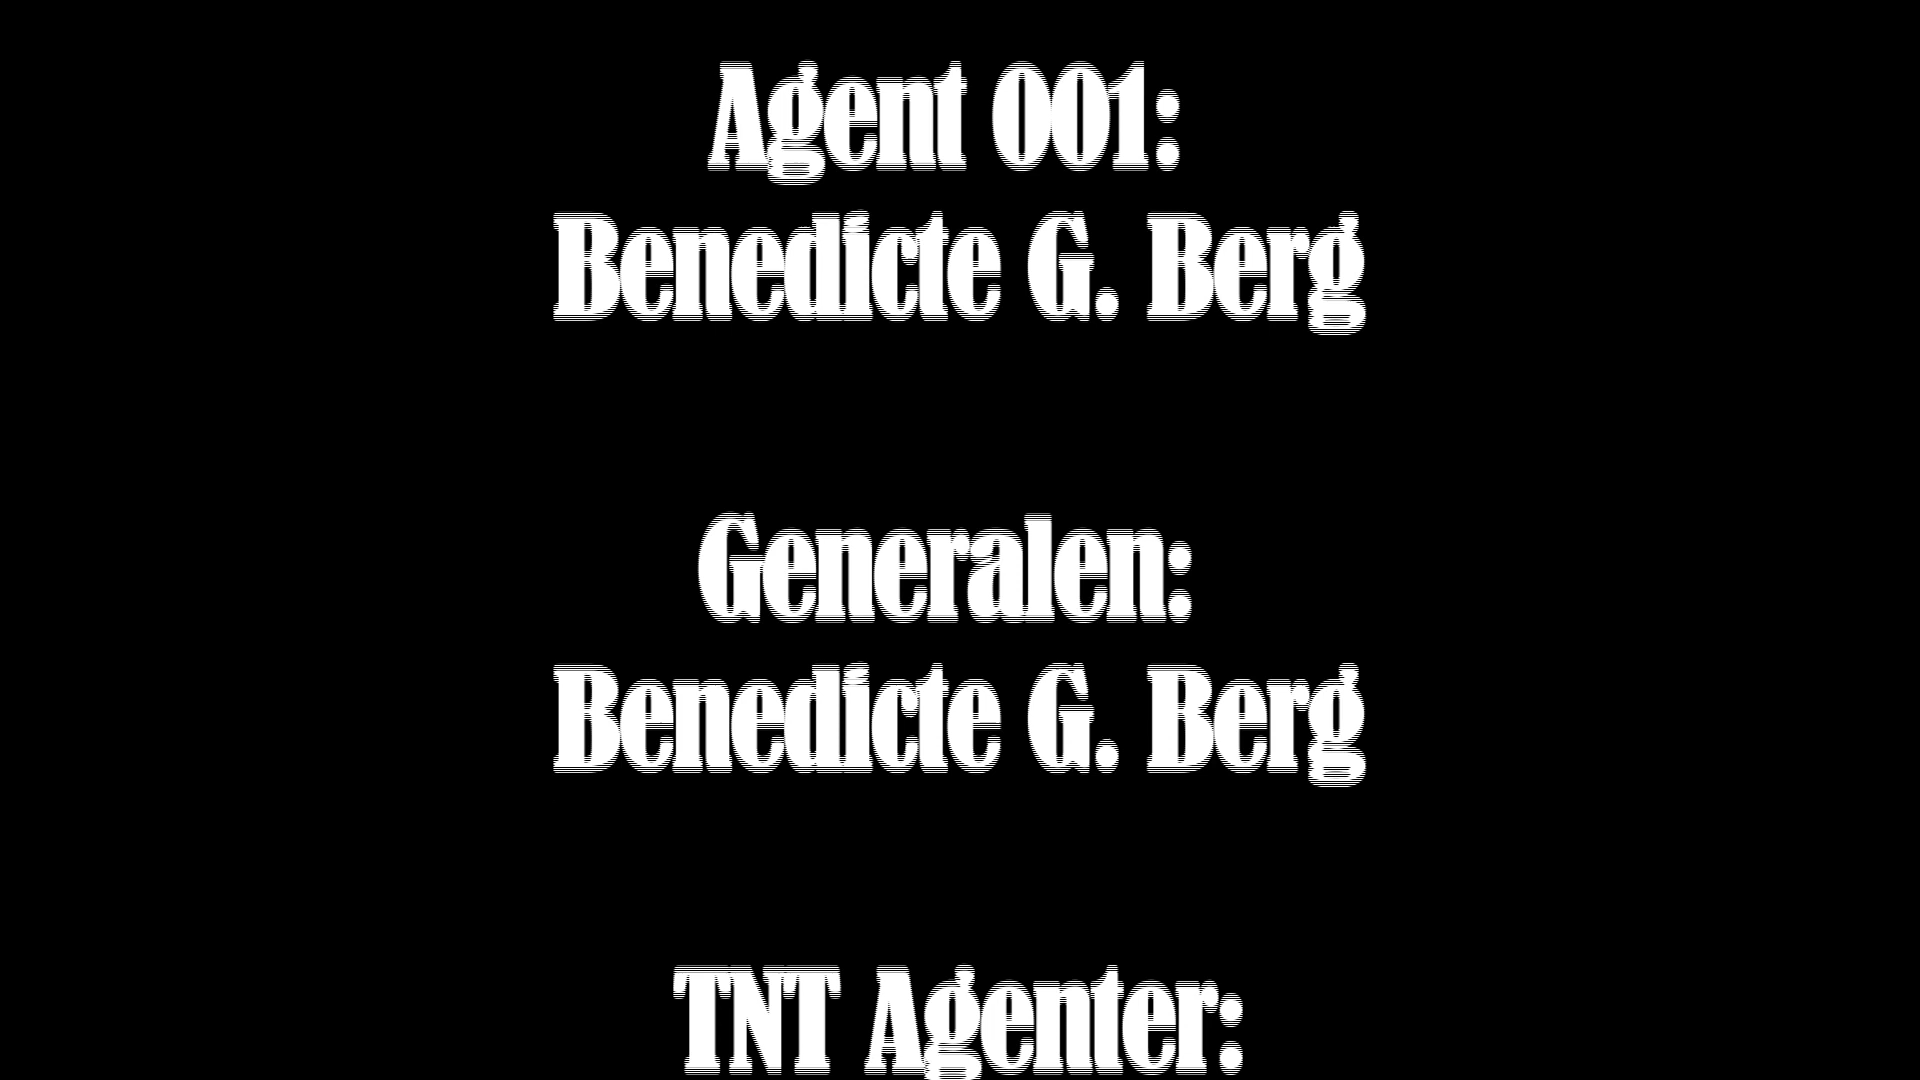 Agent 001:
Benedicte G. Berg
Generalen:
Benedicte G. Berg
TNT Agenter: